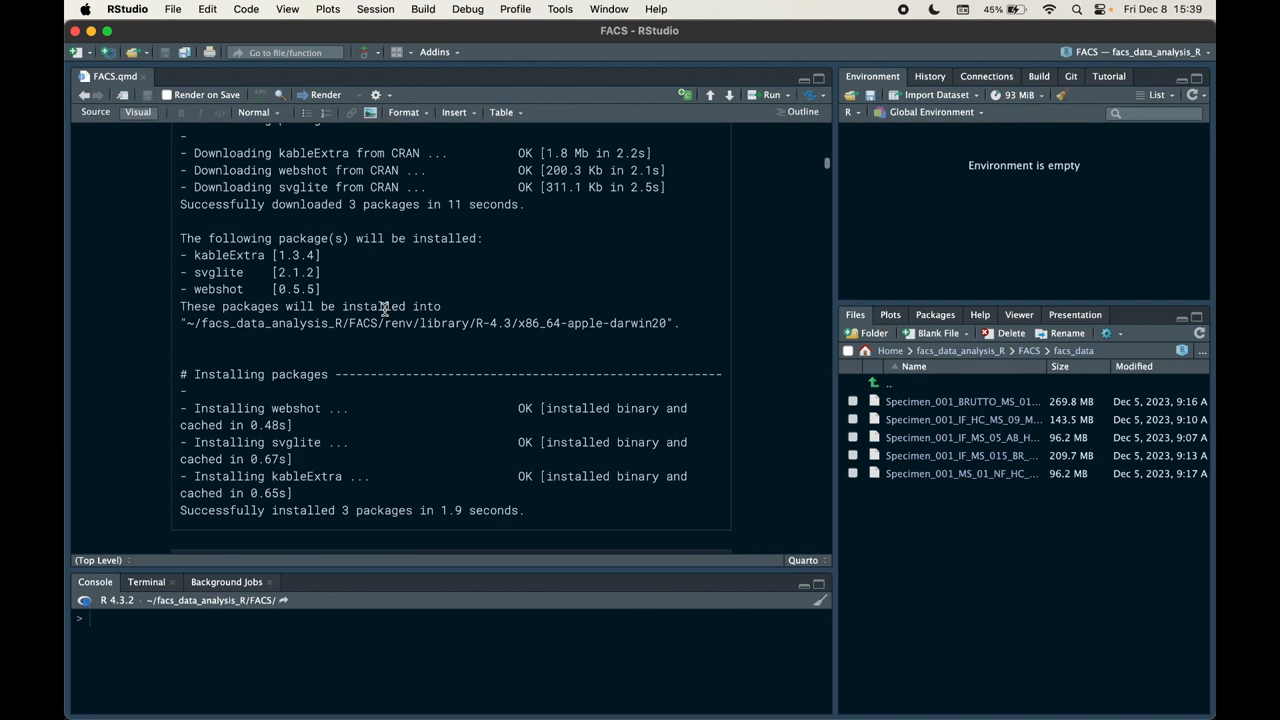 RStudio File Edit Code View Plots Session Build Debug Profile Tools Window Help 45% Fri Dec 8 15:39
FACS - RStudio
Go to file/function Addins FACS — facs_data_analysis_R
FACS.qmd
Render on Save ABC Render Run
Source Visual B I Normal Format Insert Table Outline
-
- Downloading kableExtra from CRAN ... OK [1.8 Mb in 2.2s]
- Downloading webshot from CRAN ... OK [200.3 Kb in 2.1s]
- Downloading svglite from CRAN ... OK [311.1 Kb in 2.5s]
Successfully downloaded 3 packages in 11 seconds.
The following package(s) will be installed:
- kableExtra [1.3.4]
- svglite [2.1.2]
- webshot [0.5.5]
These packages will be installed into
"~/facs_data_analysis_R/FACS/renv/library/R-4.3/x86_64-apple-darwin20".
# Installing packages -------------------------------------------------------
-
- Installing webshot ... OK [installed binary and
cached in 0.48s]
- Installing svglite ... OK [installed binary and
cached in 0.67s]
- Installing kableExtra ... OK [installed binary and
cached in 0.65s]
Successfully installed 3 packages in 1.9 seconds.
(Top Level) Quarto
Console Terminal Background Jobs
R 4.3.2 · ~/facs_data_analysis_R/FACS/
>
Environment History Connections Build Git Tutorial
Import Dataset 93 MiB List
R Global Environment
Environment is empty
Files Plots Packages Help Viewer Presentation
Folder Blank File Delete Rename
Home FACS facs_data_analysis_R facs_data ...
Name Size Modified
..
Specimen_001_BRUTTO_MS_01... 269.8 MB Dec 5, 2023, 9:16 A
Specimen_001_IF_HC_MS_09_M... 143.5 MB Dec 5, 2023, 9:10 A
Specimen_001_IF_MS_05_AB_H... 96.2 MB Dec 5, 2023, 9:07 A
Specimen_001_IF_MS_015_BR_... 209.7 MB Dec 5, 2023, 9:13 A
Specimen_001_MS_01_NF_HC_... 96.2 MB Dec 5, 2023, 9:17 A